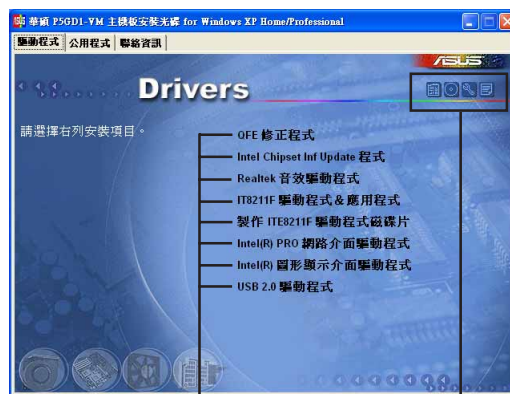 華碩 P5GD1-VM 主機板安裝光碟 for Windows XP Home/Professional
驅動程式 公用程式 聯絡資訊
ASUS
Drivers
請選擇右列安裝項目。
QFE 修正程式
Intel Chipset Inf Update 程式
Realtek 音效驅動程式
IT8211F 驅動程式 & 應用程式
製作 ITE8211F 驅動程式磁碟片
Intel(R) PRO 網路介面驅動程式
Intel(R) 圖形顯示介面驅動程式
USB 2.0 驅動程式